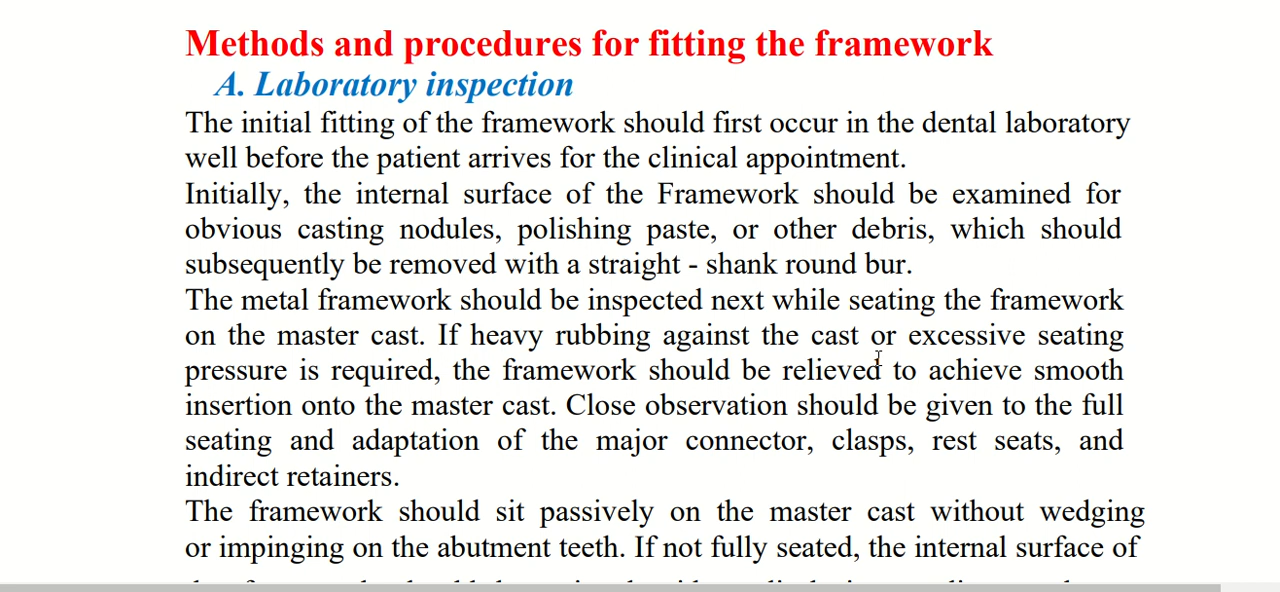 Methods and procedures for fitting the framework
A. Laboratory inspection
The initial fitting of the framework should first occur in the dental laboratory
well before the patient arrives for the clinical appointment.
Initially, the internal surface of the Framework should be examined for
obvious casting nodules, polishing paste, or other debris, which should
subsequently be removed with a straight - shank round bur.
The metal framework should be inspected next while seating the framework
on the master cast. If heavy rubbing against the cast or excessive seating
pressure is required, the framework should be relieved to achieve smooth
insertion onto the master cast. Close observation should be given to the full
seating and adaptation of the major connector, clasps, rest seats, and
indirect retainers.
The framework should sit passively on the master cast without wedging
or impinging on the abutment teeth. If not fully seated, the internal surface of